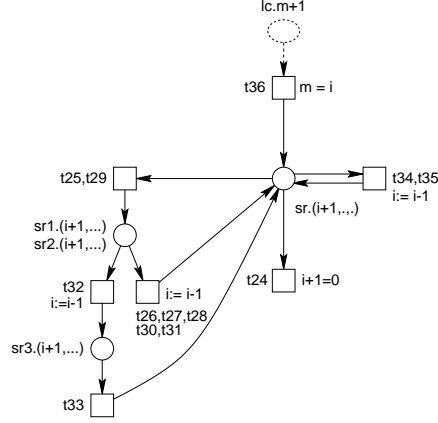 lc.m+1
t36
m = i
t25,t29
t34,t35
i:= i-1
sr.(i+1,.,.)
sr1.(i+1,...)
sr2.(i+1,...)
t32
i:=i-1
i:= i-1
t26,t27,t28
t30,t31
t24
i+1=0
sr3.(i+1,...)
t33